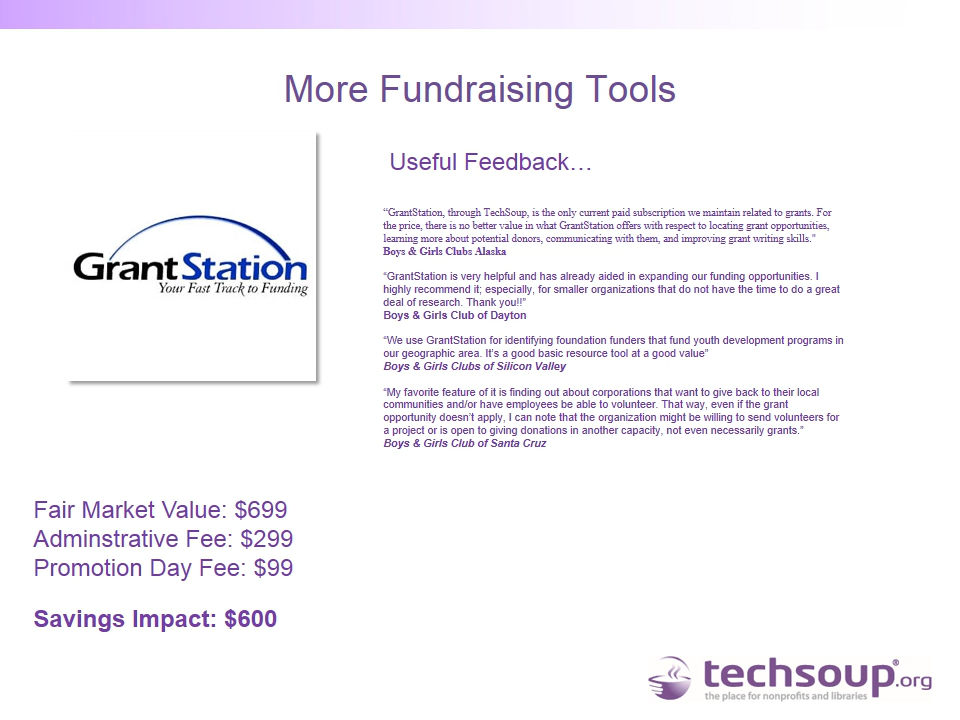 More Fundraising Tools
GrantStation
Your Fast Track to Funding
Useful Feedback…
“GrantStation, through TechSoup, is the only current paid subscription we maintain related to grants. For
the price, there is no better value in what GrantStation offers with respect to locating grant opportunities,
learning more about potential donors, communicating with them, and improving grant writing skills."
Boys & Girls Clubs Alaska
“GrantStation is very helpful and has already aided in expanding our funding opportunities. I
highly recommend it; especially, for smaller organizations that do not have the time to do a great
deal of research. Thank you!!”
Boys & Girls Club of Dayton
“We use GrantStation for identifying foundation funders that fund youth development programs in
our geographic area. It’s a good basic resource tool at a good value”
Boys & Girls Clubs of Silicon Valley
“My favorite feature of it is finding out about corporations that want to give back to their local
communities and/or have employees be able to volunteer. That way, even if the grant
opportunity doesn’t apply, I can note that the organization might be willing to send volunteers for
a project or is open to giving donations in another capacity, not even necessarily grants.”
Boys & Girls Club of Santa Cruz
Fair Market Value: $699
Adminstrative Fee: $299
Promotion Day Fee: $99
Savings Impact: $600
techsoup®.org
the place for nonprofits and libraries